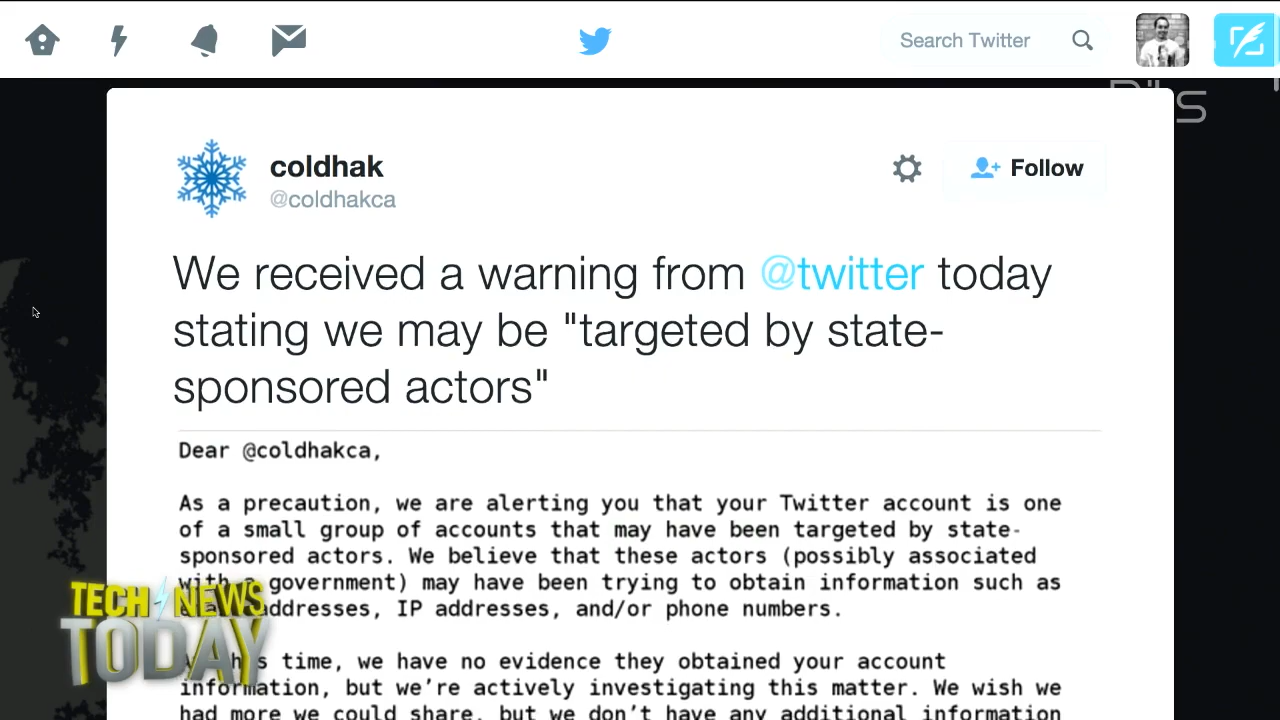 Search Twitter
coldhak
@coldhakca
Follow
We received a warning from @twitter today
stating we may be "targeted by state-
sponsored actors"
Dear @coldhakca,
As a precaution, we are alerting you that your Twitter account is one
of a small group of accounts that may have been targeted by state-
sponsored actors. We believe that these actors (possibly associated
with a government) may have been trying to obtain information such as
addresses, IP addresses, and/or phone numbers.
time, we have no evidence they obtained your account
information, but we're actively investigating this matter. We wish we
had more we could share, but we don't have any additional information
TECH NEWS
TODAY